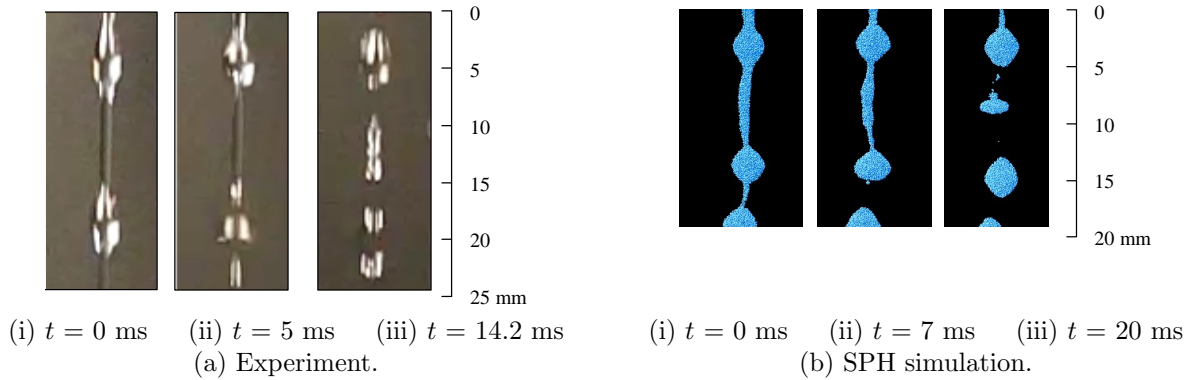 0
5
10
15
20
25 mm
0
5
10
15
20 mm
(i) t = 0 ms (ii) t = 5 ms (iii) t = 14.2 ms
(a) Experiment.
(i) t = 0 ms (ii) t = 7 ms (iii) t = 20 ms
(b) SPH simulation.